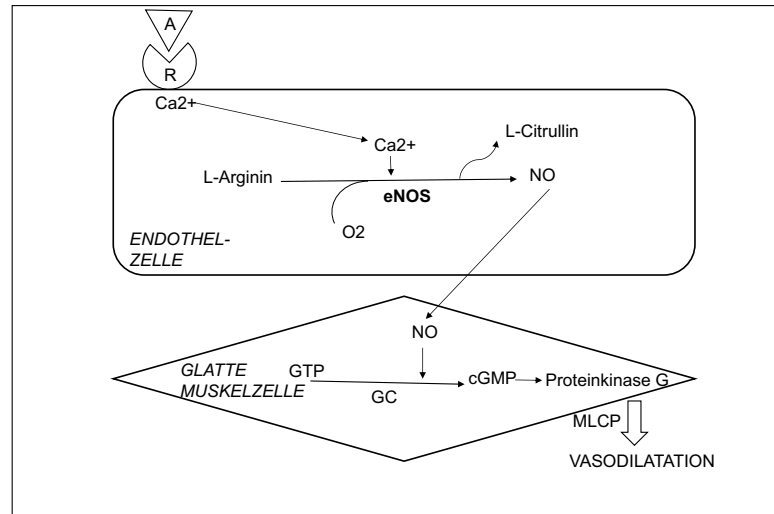 A
R
Ca2+
Ca2+
L-Citrullin
L-Arginin
NO
eNOS
O2
ENDOTHEL-
ZELLE
NO
GLATTE
MUSKELZELLE
GTP
GC
cGMP
Proteinkinase G
MLCP
VASODILATATION